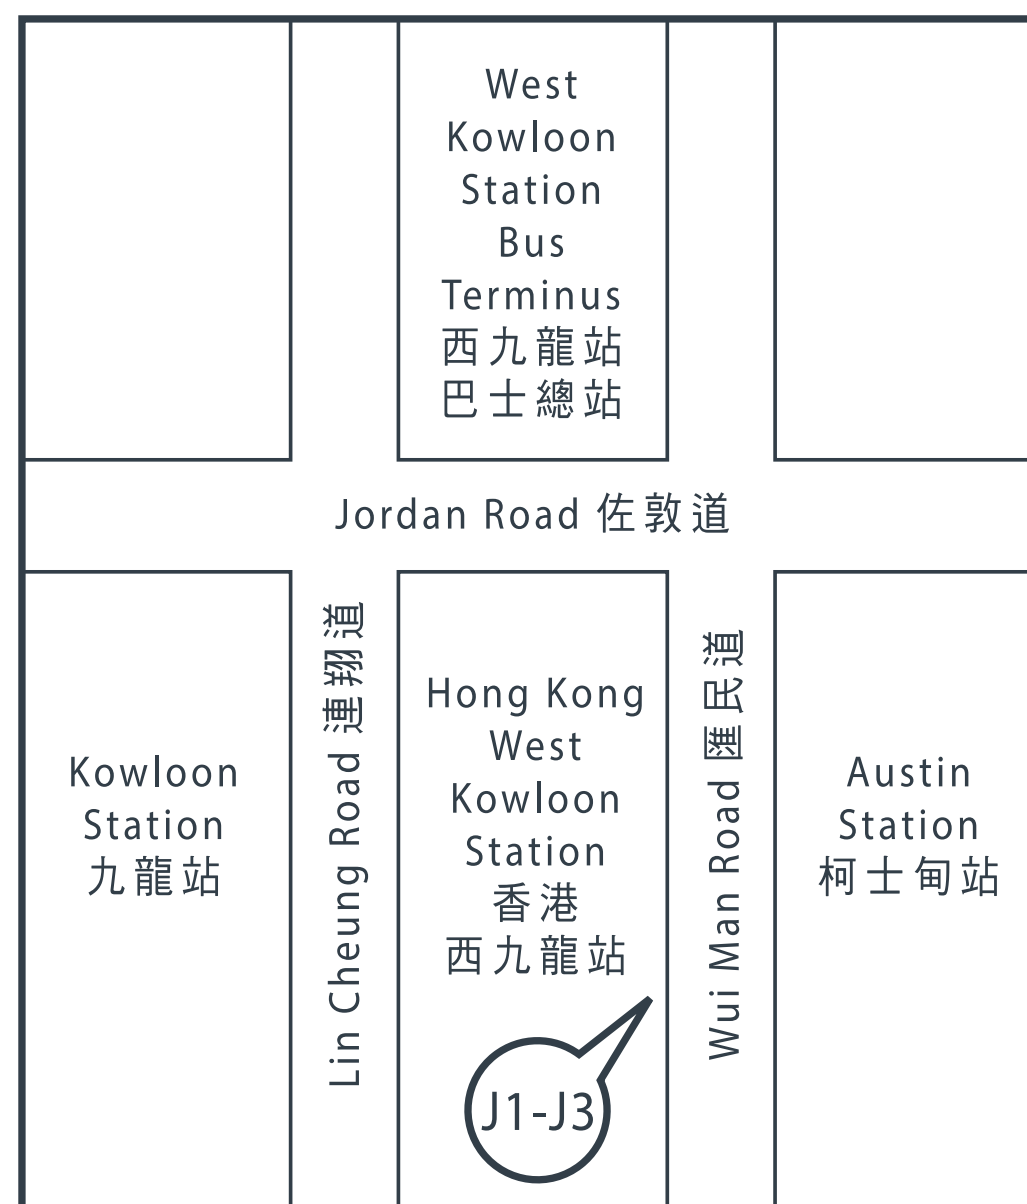 West
Kowloon
Station
Bus
Terminus
西九龍站
巴士總站
Jordan Road 佐敦道
Kowloon
Station
九龍站
Lin Cheung Road 連翔道
Hong Kong
West
Kowloon
Station
香港
西九龍站
J1-J3
Wui Man Road 匯民道
Austin
Station
柯士甸站